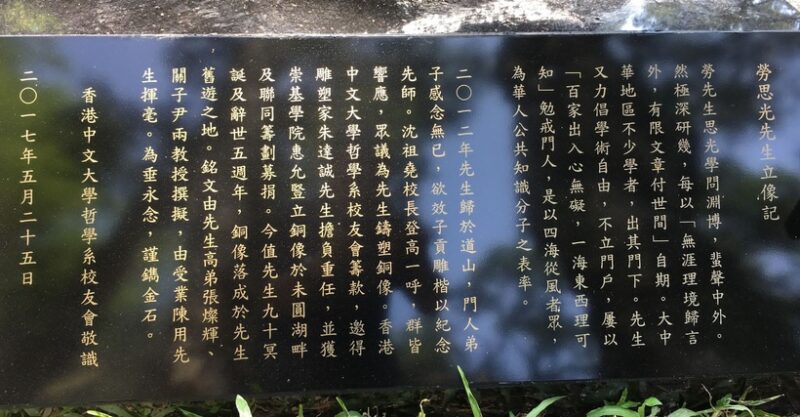 勞思光先生立像記
勞先生思光學問淵博，蜚聲中外。
然極深研幾，每以「無涯理境歸言
外，有限文章付世間」自期。大中
華地區不少學者，出其門下。先生
又力倡學術自由，不立門戶，屢以
「百家出入心無礙，一海東西理可
知」勉戒門人，是以四海從風者眾，
為華人公共知識分子之表率。
二〇一二年先生歸於道山，門人弟
子感念無已，欲效子貢雕楷以紀念
先師。沈祖堯校長登高一呼，群皆
響應，眾議為先生鑄塑銅像。香港
中文大學哲學系校友會籌款，邀得
雕塑家朱達誠先生擔負重任，並獲
崇基學院惠允豎立銅像於未圓湖畔
及聯同籌劃募捐。今值先生九十冥
誕及辭世五週年，銅像落成於先生
舊遊之地。銘文由先生高弟張燦輝、
關子尹兩教授撰擬，由受業陳用先
生揮毫。為垂永念，謹鐫金石。
香港中文大學哲學系校友會敬識
二〇一七年五月二十五日